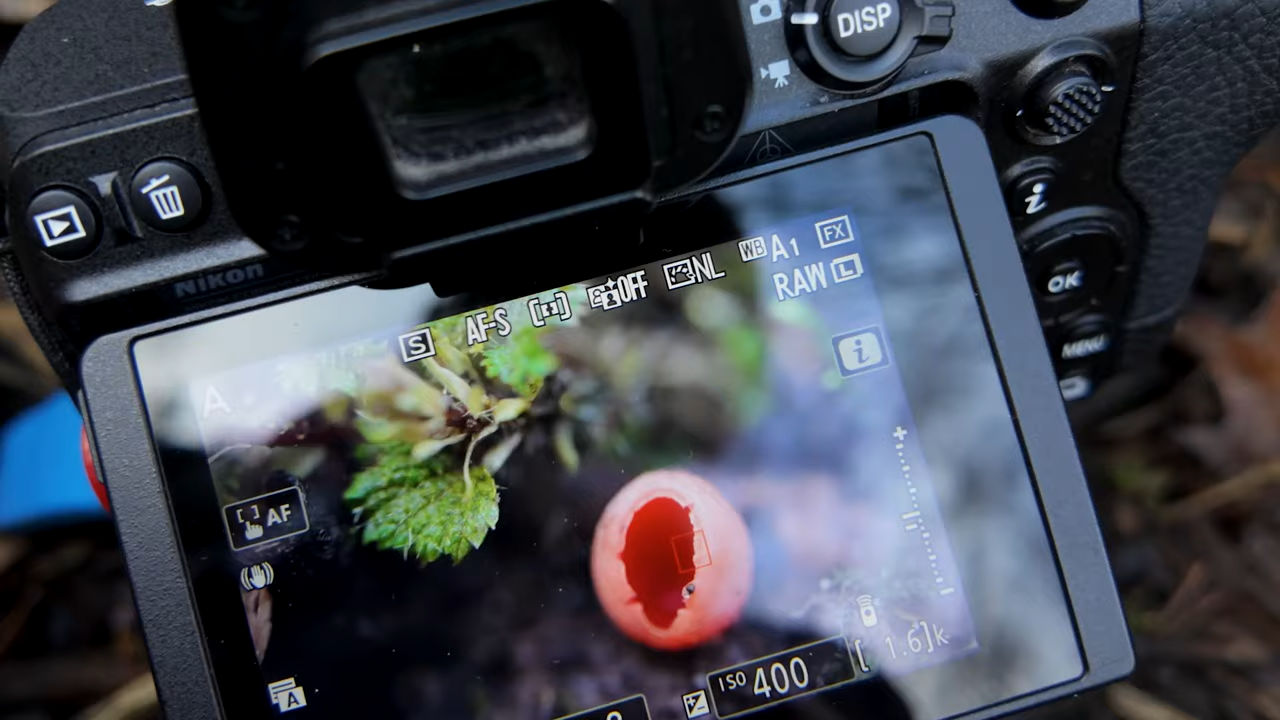 DISP
i
OK
MENU
Nikon
S AF-S OFF NL WB A1 FX
RAW L
i
A
AF
A
ISO 400
[ 1.6]k